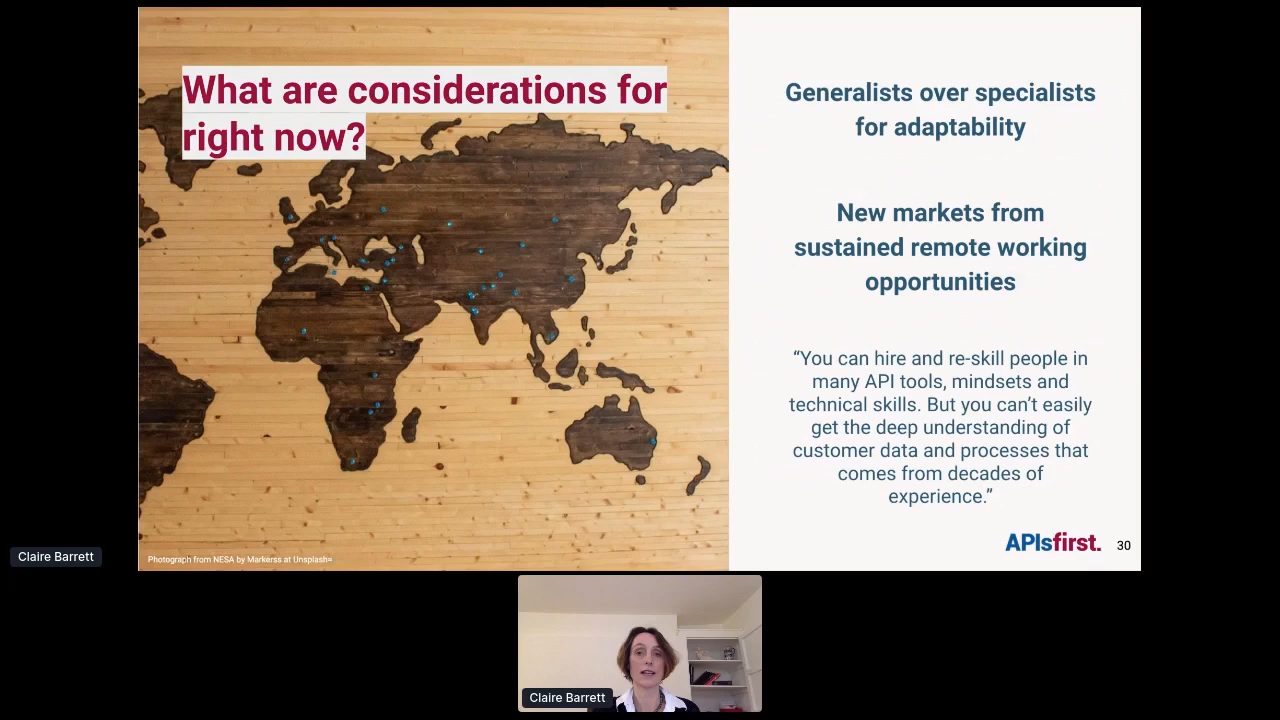 What are considerations for
right now?
Generalists over specialists
for adaptability
New markets from
sustained remote working
opportunities
“You can hire and re-skill people in
many API tools, mindsets and
technical skills. But you can’t easily
get the deep understanding of
customer data and processes that
comes from decades of
experience.”
Photograph from NESA by Markerss at Unsplash=
APIsfirst. 30
Claire Barrett
Claire Barrett